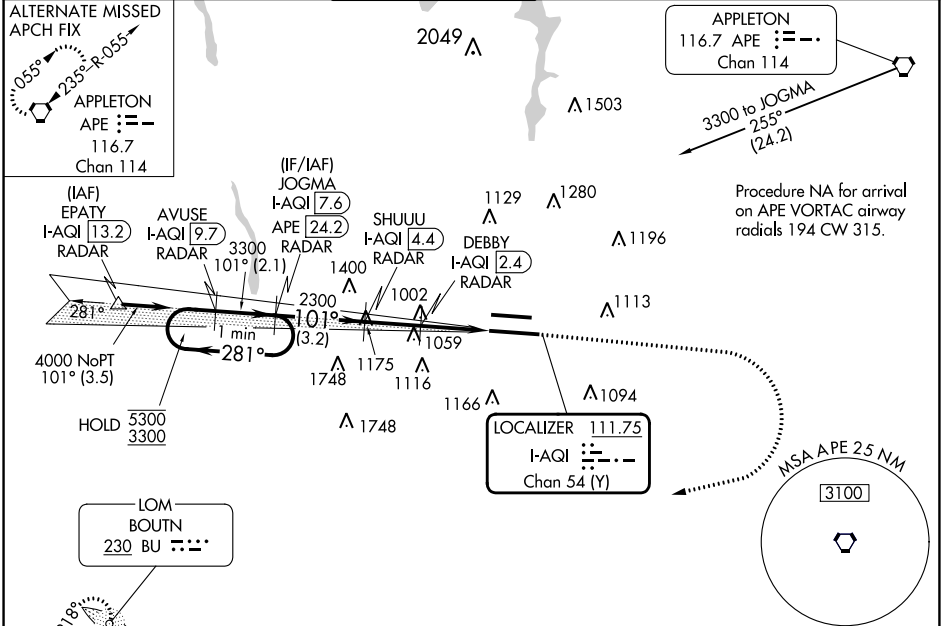 ALTERNATE MISSED
APCH FIX
055°
235°
R-055
APPLETON
APE
116.7
Chan 114
2049
1503
APPLETON
116.7 APE
Chan 114
3300 to JOGMA
255°
(24.2)
Procedure NA for arrival
on APE VORTAC airway
radials 194 CW 315.
(IAF)
EPATY
I-AQI 13.2
RADAR
AVUSE
I-AQI 9.7
RADAR
(IF/IAF)
JOGMA
I-AQI 7.6
APE 24.2
RADAR
SHUUU
I-AQI 4.4
RADAR
DEBBY
I-AQI 2.4
RADAR
1129
1280
1196
1113
3300
101° (2.1)
1400
1002
2300
101°
(3.2)
281°
1 min
281°
4000 NoPT
101° (3.5)
HOLD 5300
3300
1059
1175
1748
1116
1748
1166
1094
LOCALIZER 111.75
I-AQI
Chan 54 (Y)
MSA APE 25 NM
3100
LOM
BOUTN
230 BU